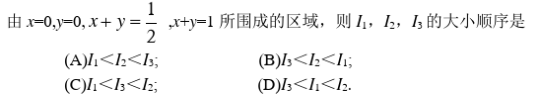 由 x=0,y=0, x + y = 1/2 ,x+y=1 所围成的区域，则 I₁，I₂，I₃ 的大小顺序是
(A)I₁＜I₂＜I₃; (B)I₃＜I₂＜I₁;
(C)I₁＜I₃＜I₂; (D)I₃＜I₁＜I₂.